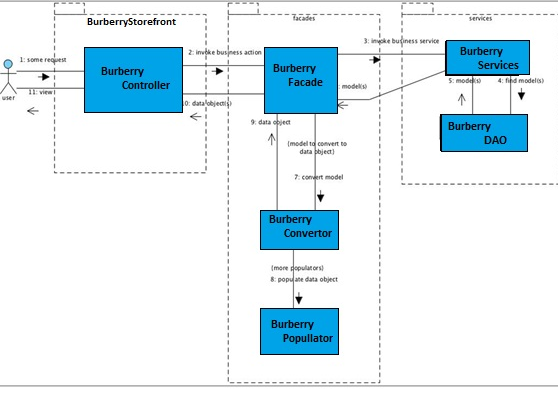 BurberryStorefront
facades
services
1: some request
11: view
user
Burberry
Controller
2: invoke business action
10: data object(s)
Burberry
Facade
3: invoke business service
model(s)
Burberry
Services
5: model(s)
4: find model(s)
Burberry
DAO
9: data object
(model to convert to
data object)
7: convert model
Burberry
Convertor
(more populators)
8: populate data object
Burberry
Popullator